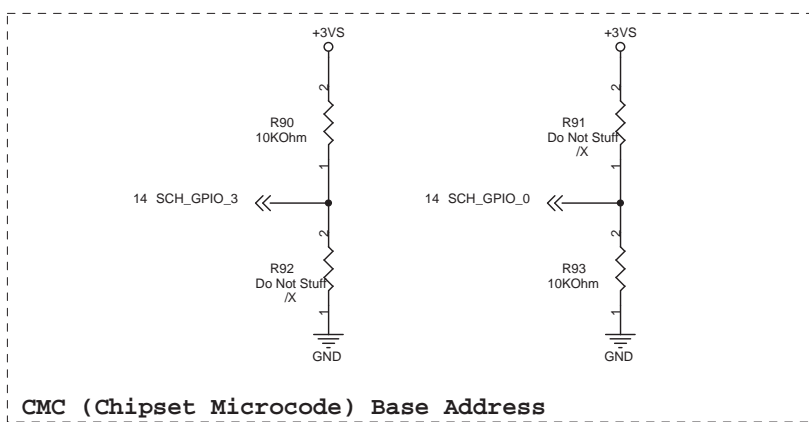 +3VS
2
R90
10KOhm
1
14 SCH_GPIO_3
2
R92
Do Not Stuff
/X
1
GND
+3VS
2
R91
Do Not Stuff
/X
1
14 SCH_GPIO_0
2
R93
10KOhm
1
GND
CMC (Chipset Microcode) Base Address